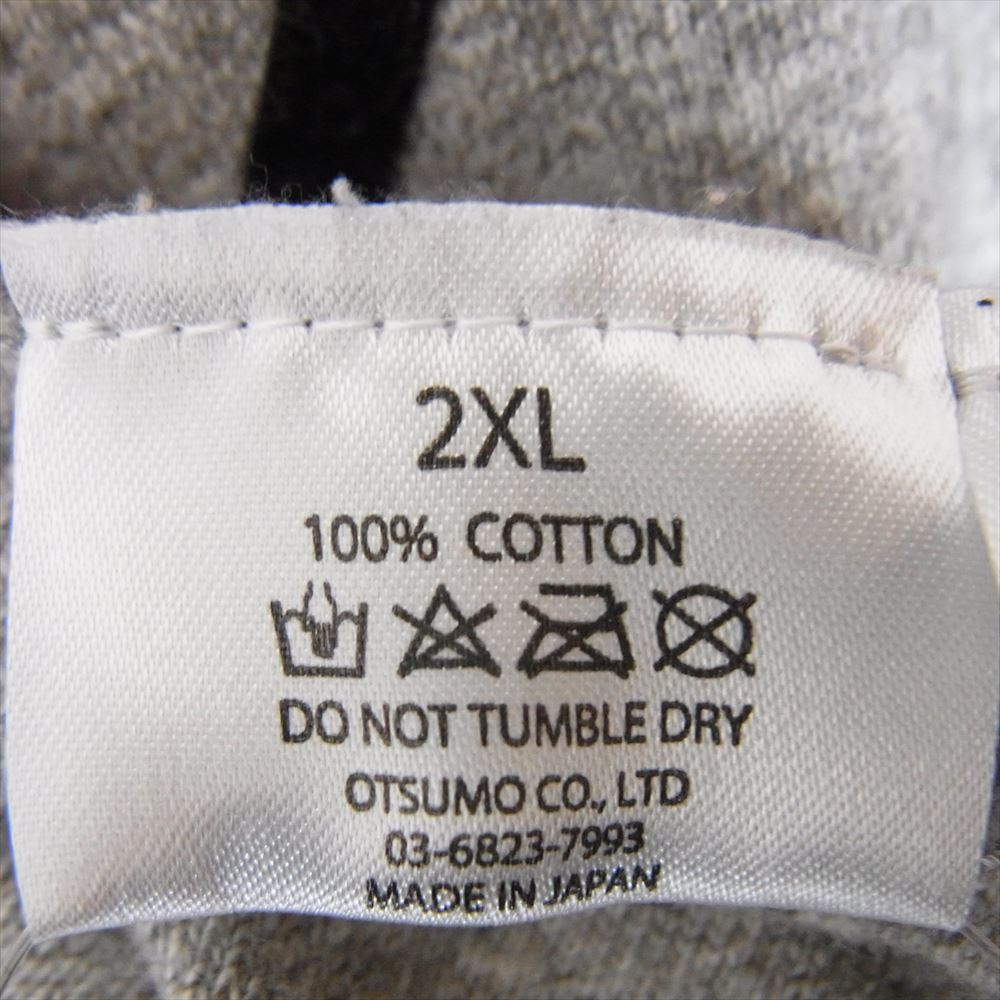 2XL
100% COTTON
DO NOT TUMBLE DRY
OTSUMO CO., LTD
03-6823-7993
MADE IN JAPAN